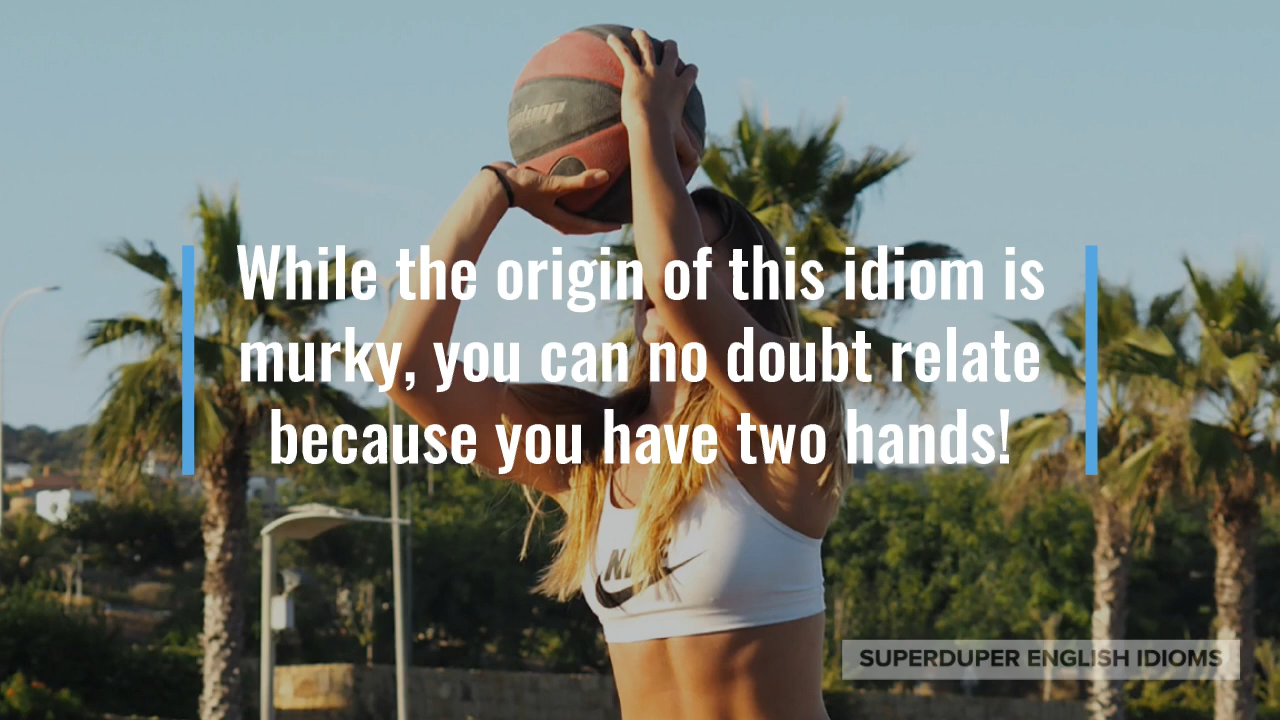 While the origin of this idiom is
murky, you can no doubt relate
because you have two hands!
SUPERDUPER ENGLISH IDIOMS